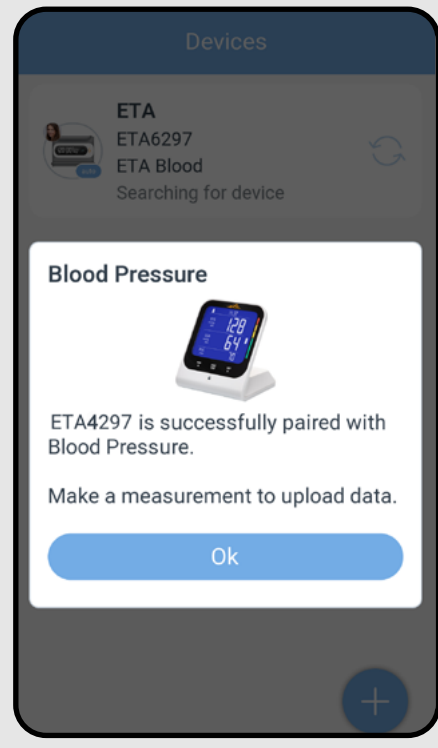 Devices
ETA
ETA6297
ETA Blood
auto
Searching for device
Blood Pressure
128
64
ETA4297 is successfully paired with
Blood Pressure.
Make a measurement to upload data.
Ok